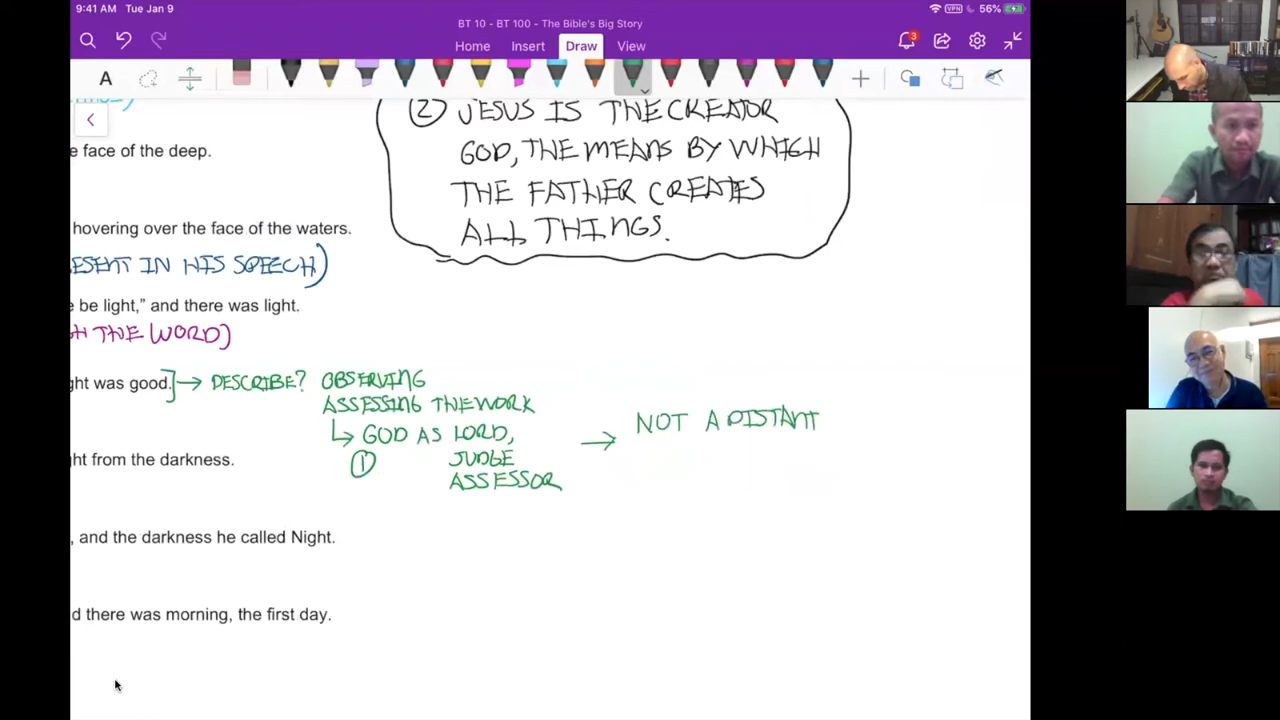 9:41 AM Tue Jan 9
VPN 56%
BT 10 - BT 100 - The Bible's Big Story
Home Insert Draw View
3
A
② JESUS IS THE CREATOR
GOD, THE MEANS BY WHICH
THE FATHER CREATES
ALL THINGS.
e face of the deep.
hovering over the face of the waters.
ESENT IN HIS SPEECH)
e be light,” and there was light.
GH THE WORD)
ght was good.] → DESCRIBE? OBSERVING
ASSESSING THE WORK
↳ GOD AS LORD,
① JUDGE
ASSESSOR
→ NOT A DISTANT
ght from the darkness.
, and the darkness he called Night.
d there was morning, the first day.